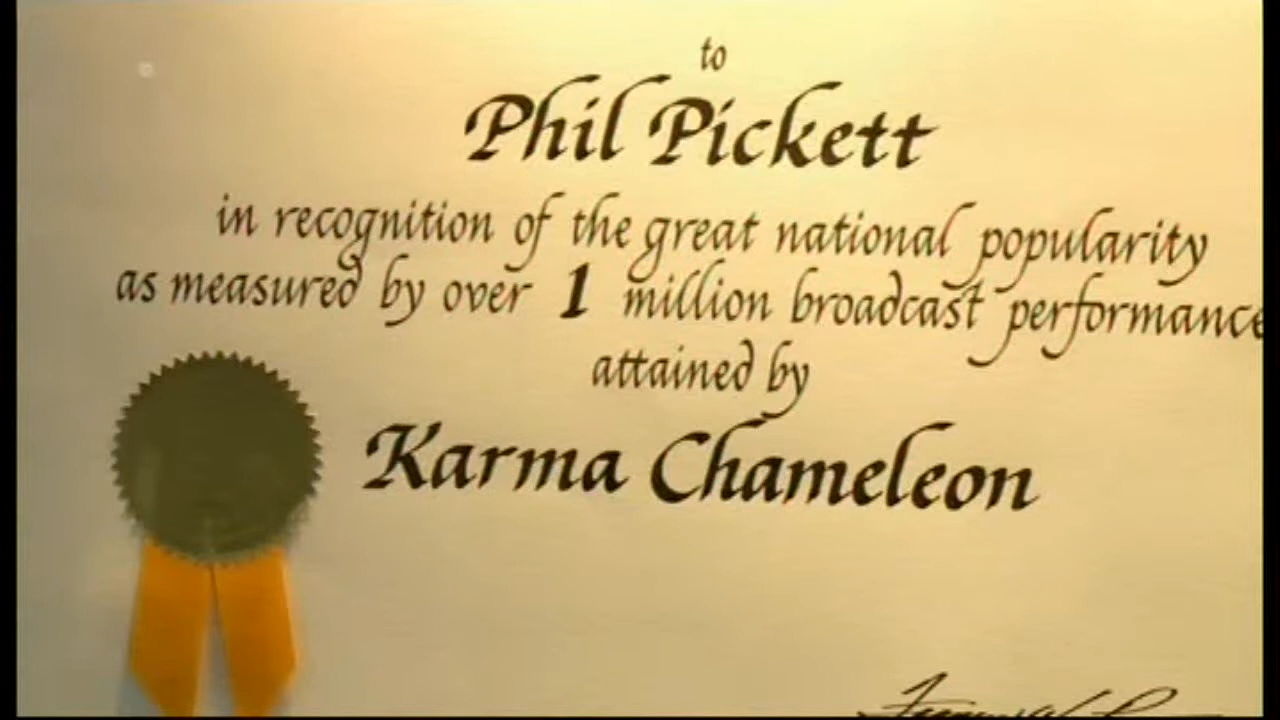 to
Phil Pickett
in recognition of the great national popularity
as measured by over 1 million broadcast performance
attained by
Karma Chameleon